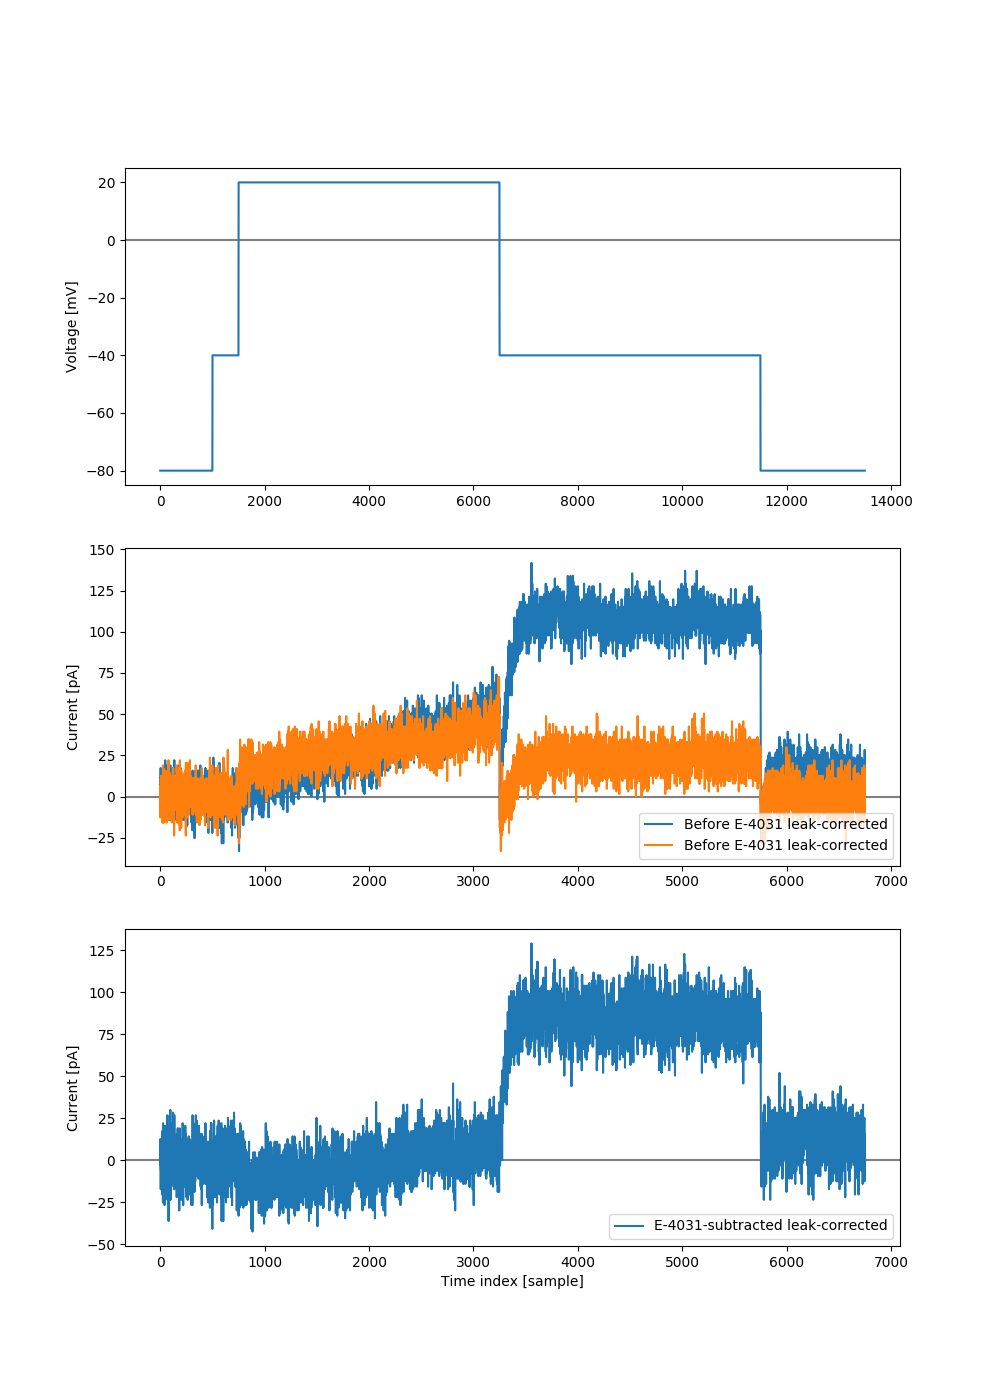 20
0
−20
−40
−60
−80
Voltage [mV]
0 2000 4000 6000 8000 10000 12000 14000
150
125
100
75
50
25
0
−25
Current [pA]
Before E-4031 leak-corrected
Before E-4031 leak-corrected
0 1000 2000 3000 4000 5000 6000 7000
125
100
75
50
25
0
−25
−50
Current [pA]
E-4031-subtracted leak-corrected
0 1000 2000 3000 4000 5000 6000 7000
Time index [sample]